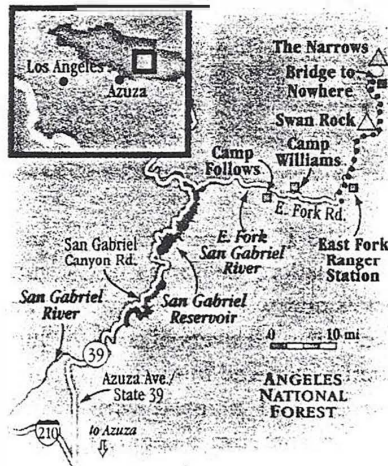 Los Angeles
Azuza
The Narrows
Bridge to
Nowhere
Swan Rock
Camp
Williams
Camp
Follows
E. Fork Rd.
E. Fork
San Gabriel
River
East Fork
Ranger
Station
San Gabriel
Canyon Rd.
San Gabriel
Reservoir
San Gabriel
River
39
0 10 mi
Azuza Ave./
State 39
ANGELES
NATIONAL
FOREST
210
to Azuza